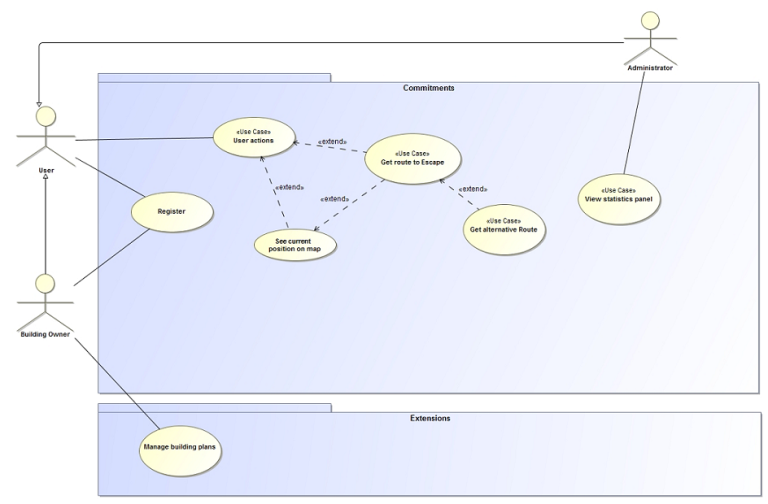 Administrator
Commitments
«Use Case»
User actions
«extend»
«Use Case»
Get route to Escape
User
«extend»
«extend»
«extend»
«Use Case»
View statistics panel
Register
«Use Case»
Get alternative Route
See current
position on map
Building Owner
Extensions
Manage building plans